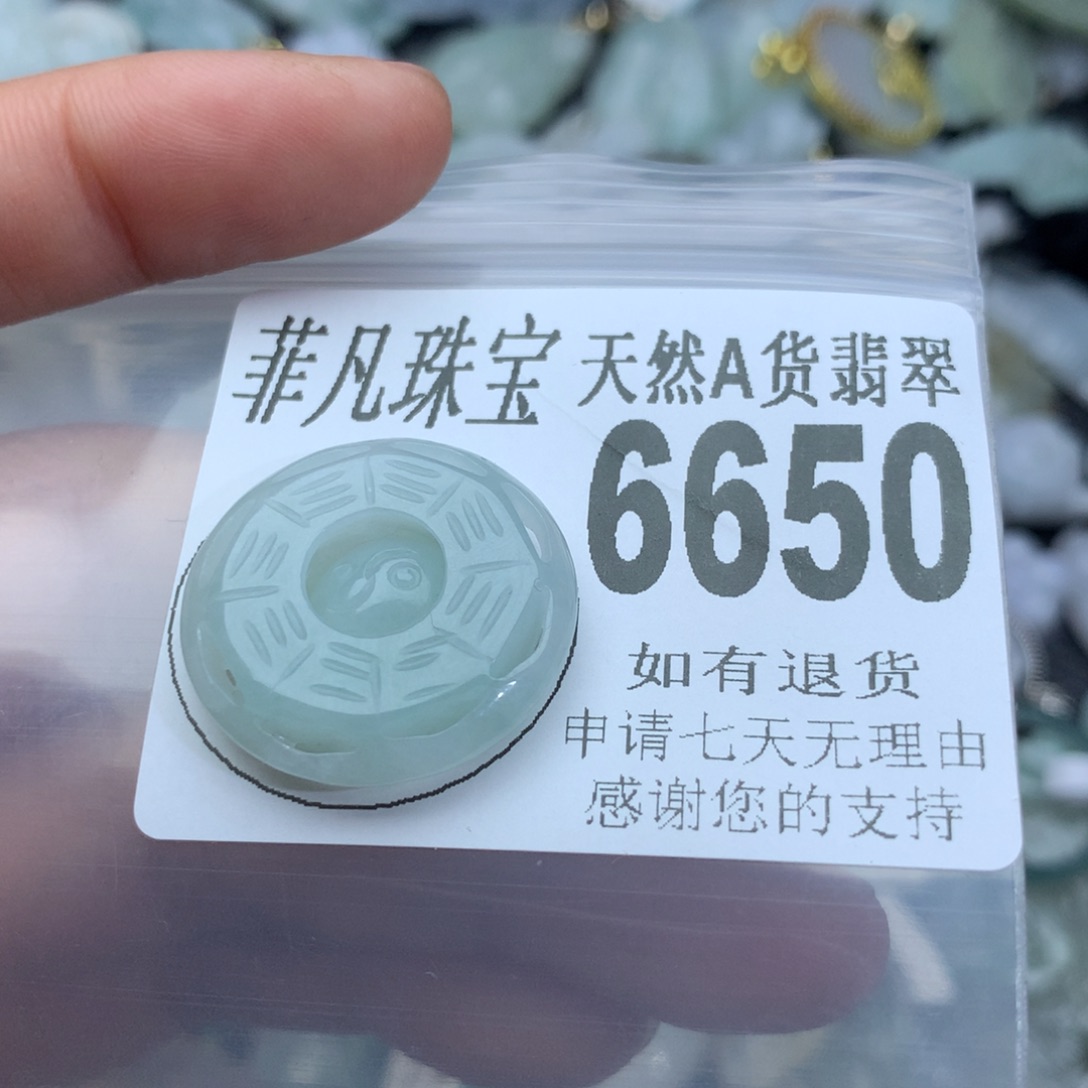 菲凡珠宝 天然A货翡翠
6650
如有退货
申请七天无理由
感谢您的支持